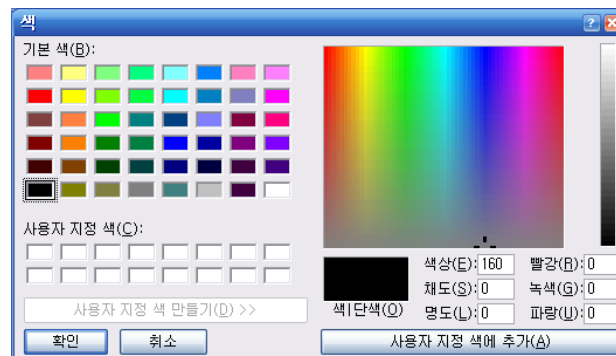 색
기본 색(B):
사용자 지정 색(C):
사용자 지정 색 만들기(D) >>
확인 취소
색상(E): 160 빨강(R): 0
채도(S): 0 녹색(G): 0
색|단색(O) 명도(L): 0 파랑(U): 0
사용자 지정 색에 추가(A)